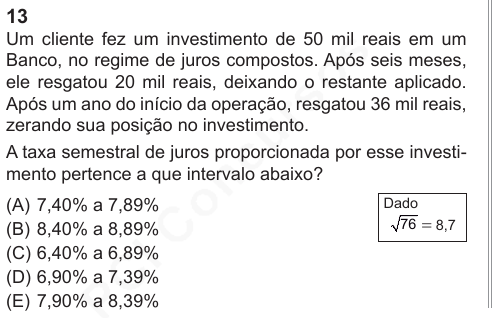 13
Um cliente fez um investimento de 50 mil reais em um
Banco, no regime de juros compostos. Após seis meses,
ele resgatou 20 mil reais, deixando o restante aplicado.
Após um ano do início da operação, resgatou 36 mil reais,
zerando sua posição no investimento.
A taxa semestral de juros proporcionada por esse investi-
mento pertence a que intervalo abaixo?
(A) 7,40% a 7,89%
(B) 8,40% a 8,89%
(C) 6,40% a 6,89%
(D) 6,90% a 7,39%
(E) 7,90% a 8,39%
Dado
√76 = 8,7